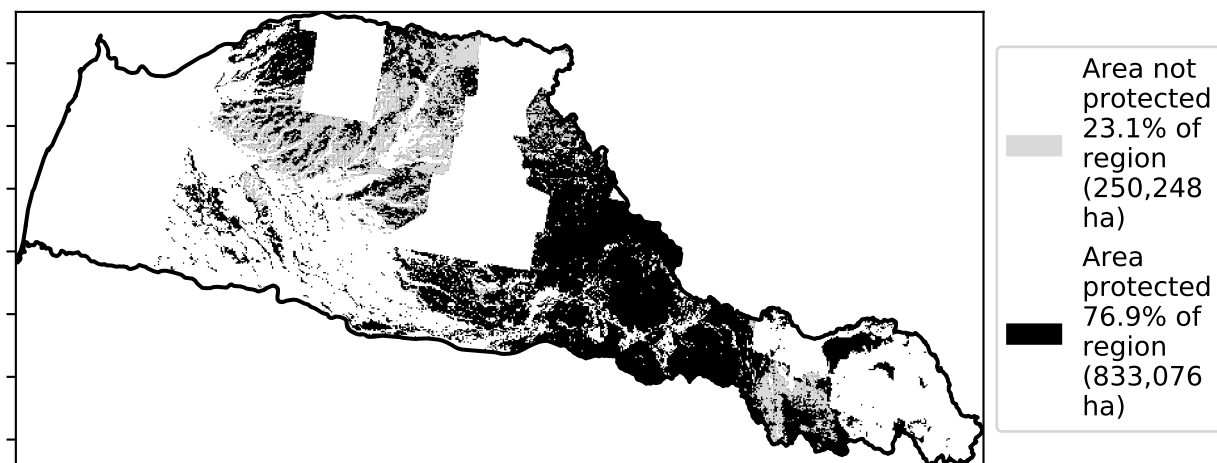 Area not
protected
23.1% of
region
(250,248
ha)
Area
protected
76.9% of
region
(833,076
ha)